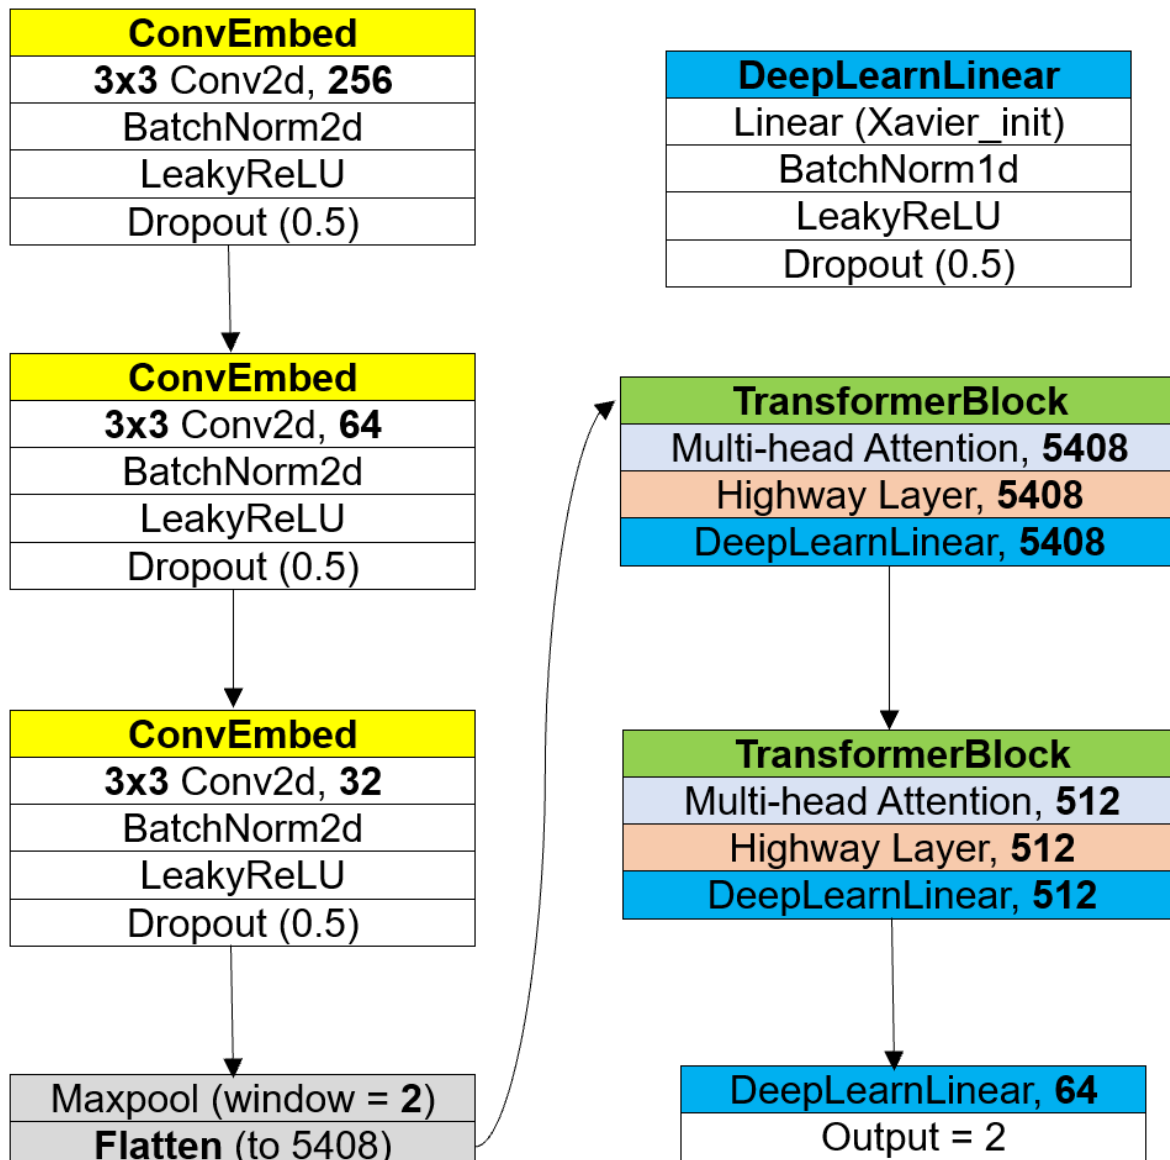 ConvEmbed
3x3 Conv2d, 256
BatchNorm2d
LeakyReLU
Dropout (0.5)
ConvEmbed
3x3 Conv2d, 64
BatchNorm2d
LeakyReLU
Dropout (0.5)
ConvEmbed
3x3 Conv2d, 32
BatchNorm2d
LeakyReLU
Dropout (0.5)
Maxpool (window = 2)
Flatten (to 5408)
DeepLearnLinear
Linear (Xavier_init)
BatchNorm1d
LeakyReLU
Dropout (0.5)
TransformerBlock
Multi-head Attention, 5408
Highway Layer, 5408
DeepLearnLinear, 5408
TransformerBlock
Multi-head Attention, 512
Highway Layer, 512
DeepLearnLinear, 512
DeepLearnLinear, 64
Output = 2